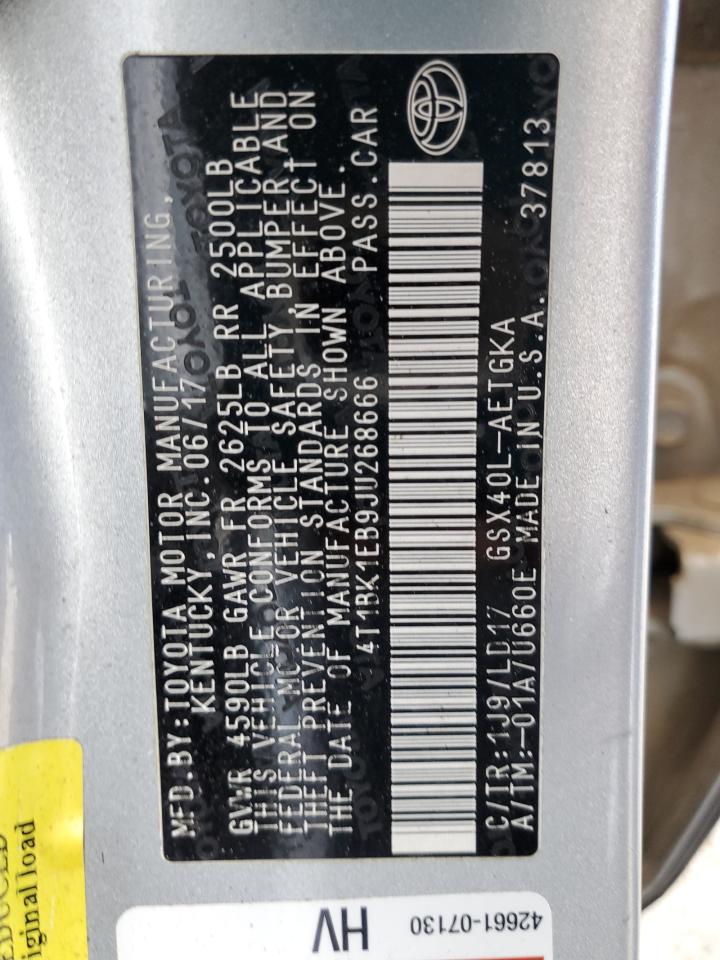 MFD.BY:TOYOTA MOTOR MANUFACTURING,
KENTUCKY, INC. 06/17
GVWR 4590LB GAWR FR 2625LB RR 2500LB
THIS VEHICLE CONFORMS TO ALL APPLICABLE
FEDERAL MOTOR VEHICLE SAFETY, BUMPER, AND
THEFT PREVENTION STANDARDS IN EFFECT ON
THE DATE OF MANUFACTURE SHOWN ABOVE.
4T1BK1EB9JU268666 PASS.CAR
C/TR:1J9/LD17 GSX40L-AETGKA
A/TM:-01A/U660E MADE IN U.S.A. 37813
iginal load
HV
42661-07130